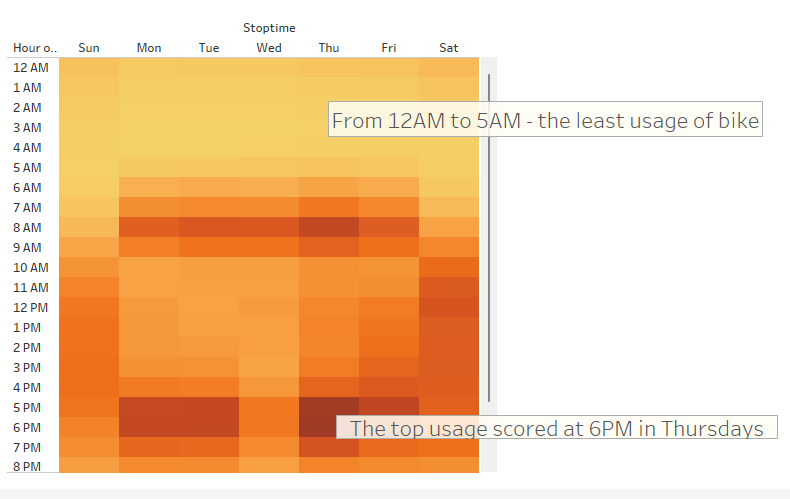 Stoptime
Hour o.. Sun Mon Tue Wed Thu Fri Sat
12 AM
1 AM
2 AM
From 12AM to 5AM - the least usage of bike
3 AM
4 AM
5 AM
6 AM
7 AM
8 AM
9 AM
10 AM
11 AM
12 PM
1 PM
2 PM
3 PM
4 PM
5 PM
6 PM
The top usage scored at 6PM in Thursdays
7 PM
8 PM